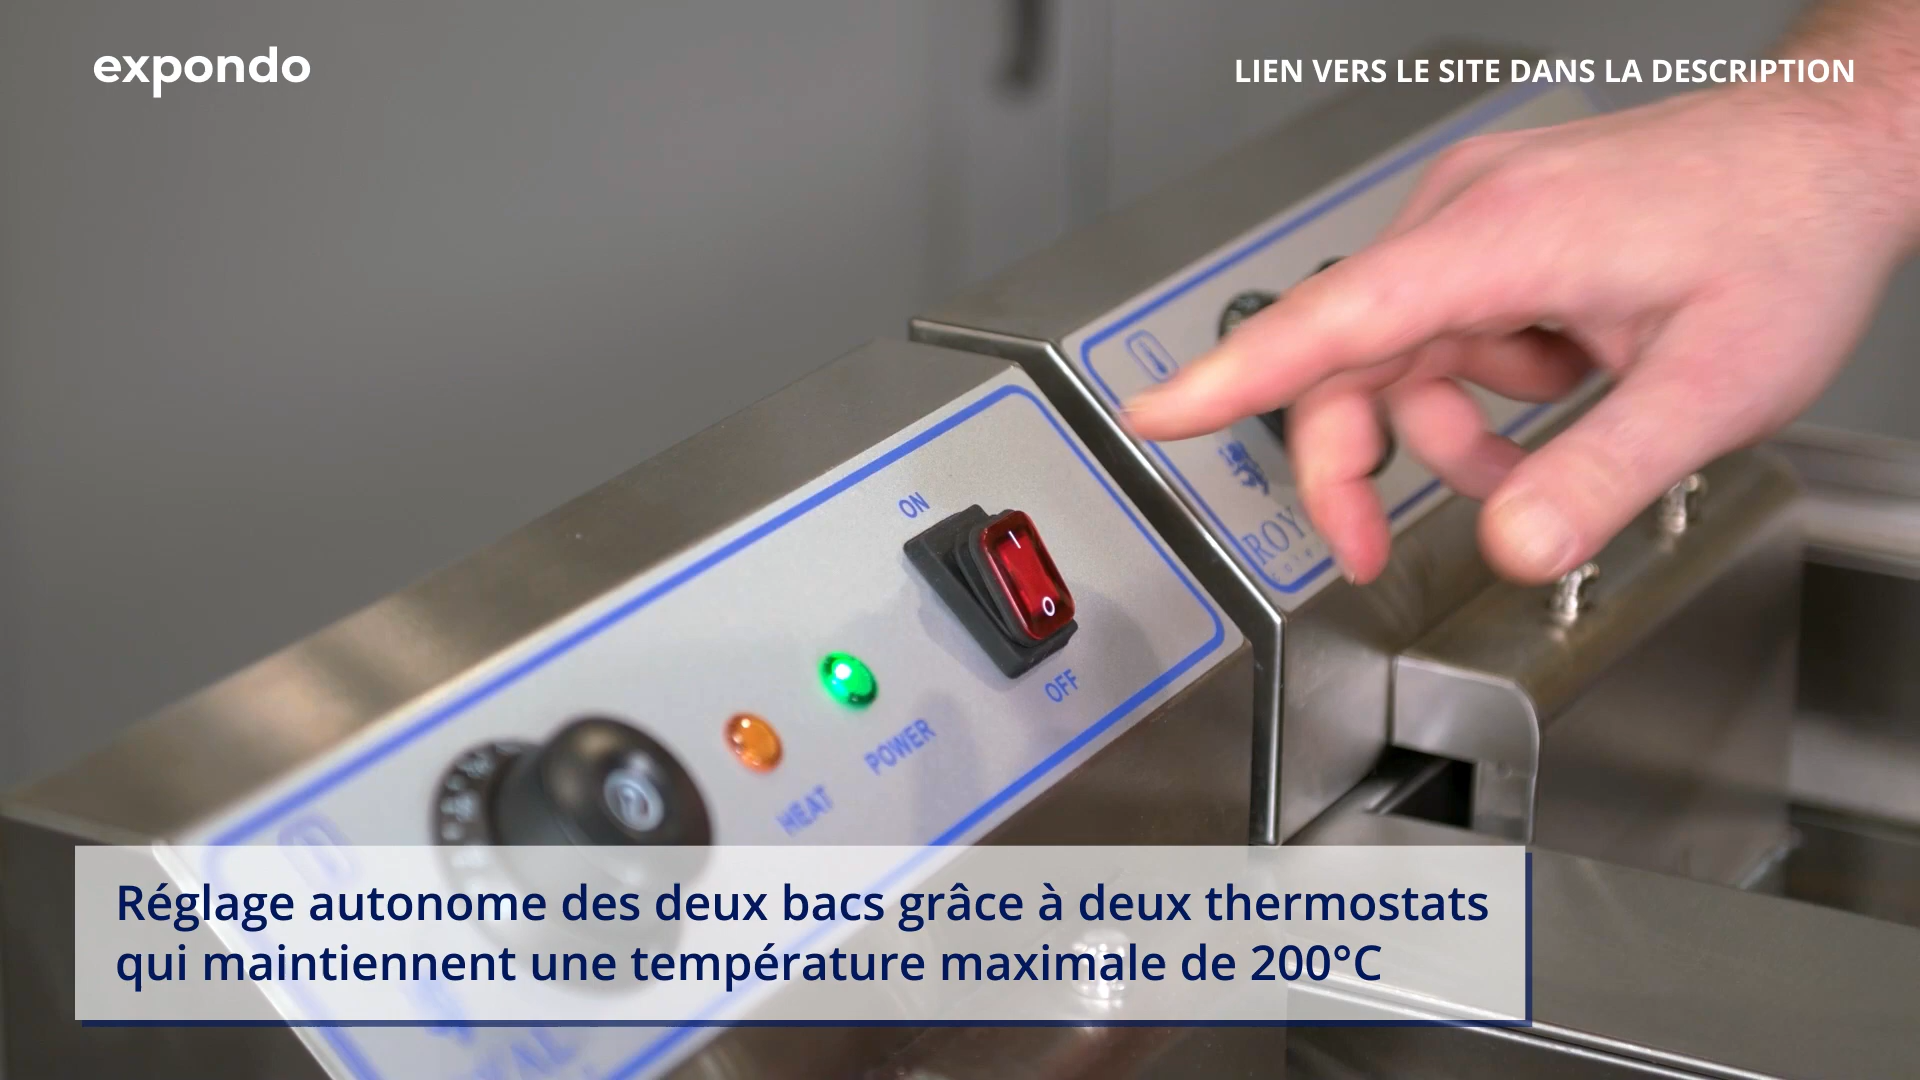 expondo
LIEN VERS LE SITE DANS LA DESCRIPTION
ON
I
O
OFF
POWER
HEAT
Réglage autonome des deux bacs grâce à deux thermostats
qui maintiennent une température maximale de 200°C